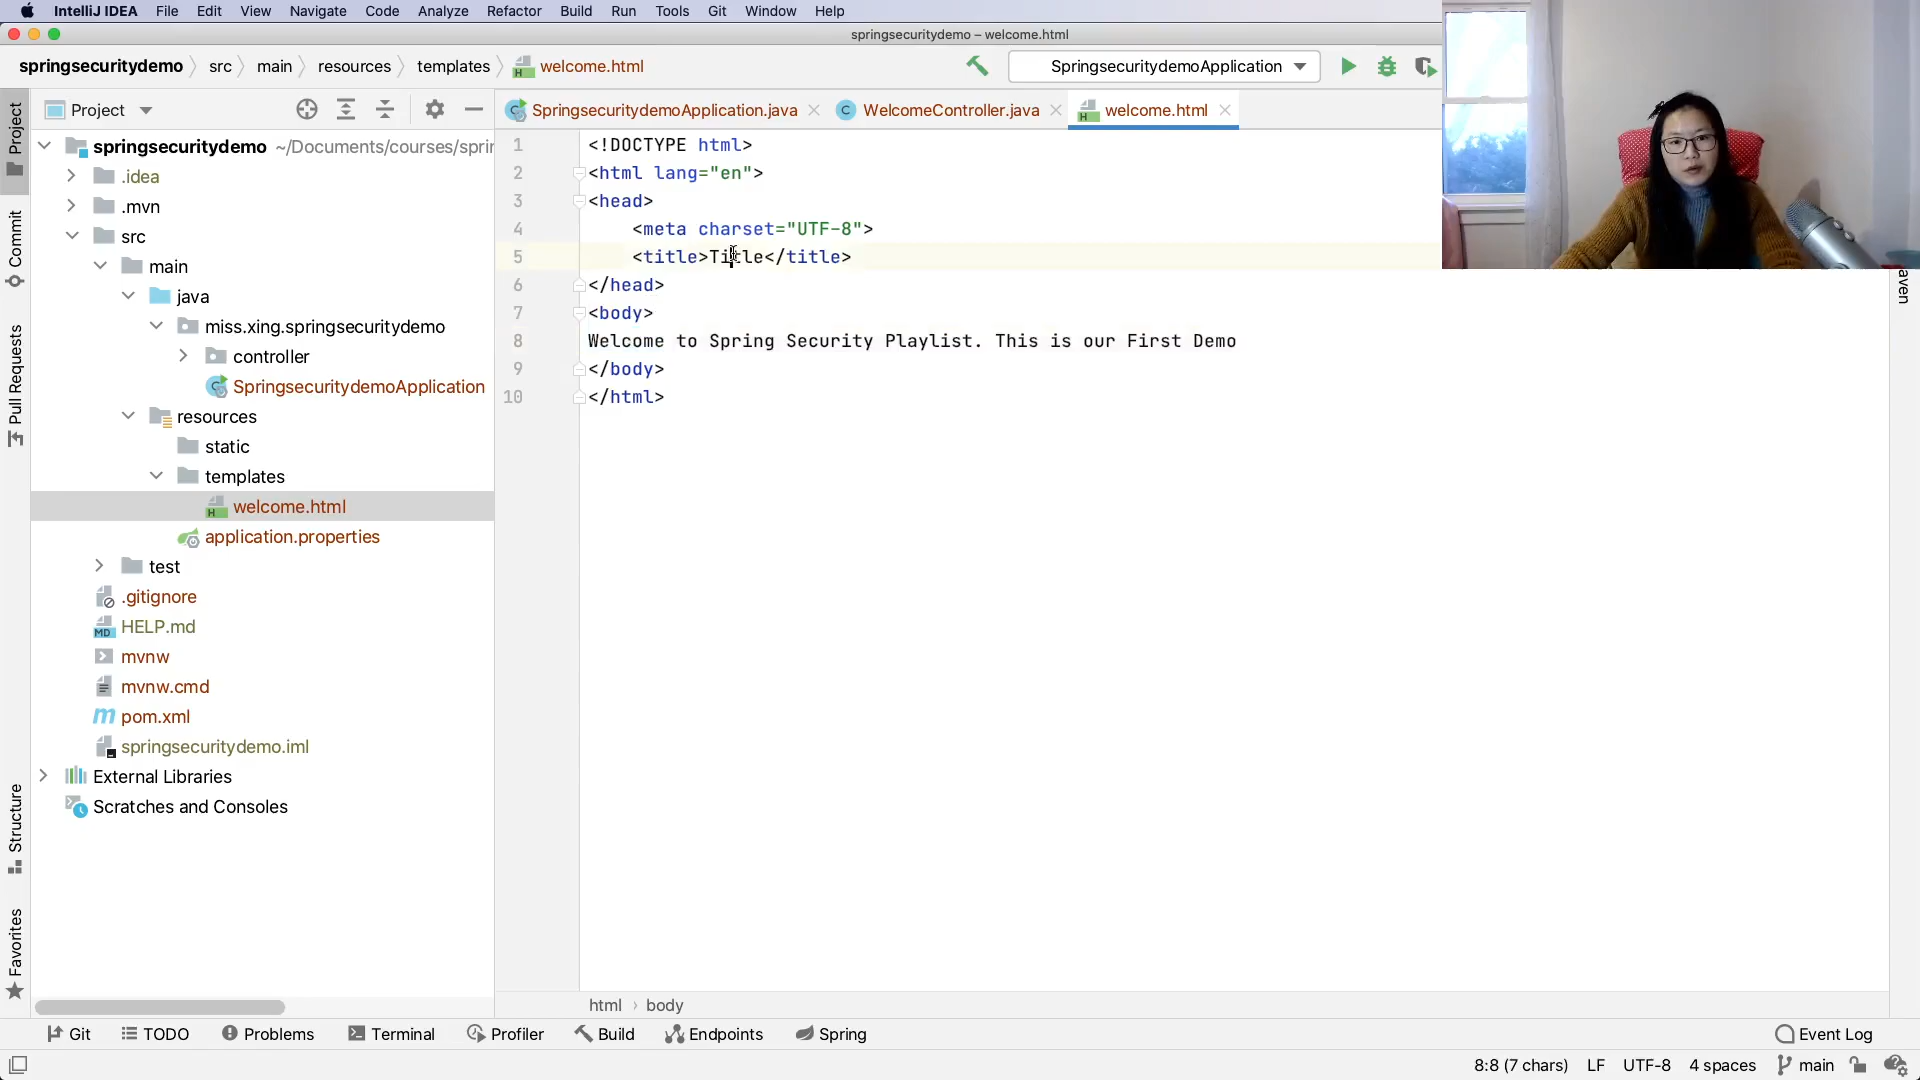 IntelliJ IDEA File Edit View Navigate Code Analyze Refactor Build Run Tools Git Window Help
springsecuritydemo – welcome.html
springsecuritydemo src main resources templates welcome.html
SpringsecuritydemoApplication
Project
SpringsecuritydemoApplication.java
WelcomeController.java
welcome.html
Project
Commit
Pull Requests
Structure
Favorites
springsecuritydemo ~/Documents/courses/sprin
.idea
.mvn
src
main
java
miss.xing.springsecuritydemo
controller
SpringsecuritydemoApplication
resources
static
templates
welcome.html
application.properties
test
.gitignore
HELP.md
mvnw
mvnw.cmd
pom.xml
springsecuritydemo.iml
External Libraries
Scratches and Consoles
1 <!DOCTYPE html>
2 <html lang="en">
3 <head>
4 <meta charset="UTF-8">
5 <title>Title</title>
6 </head>
7 <body>
8 Welcome to Spring Security Playlist. This is our First Demo
9 </body>
10 </html>
aven
html › body
Git TODO Problems Terminal Profiler Build Endpoints Spring Event Log
8:8 (7 chars) LF UTF-8 4 spaces main